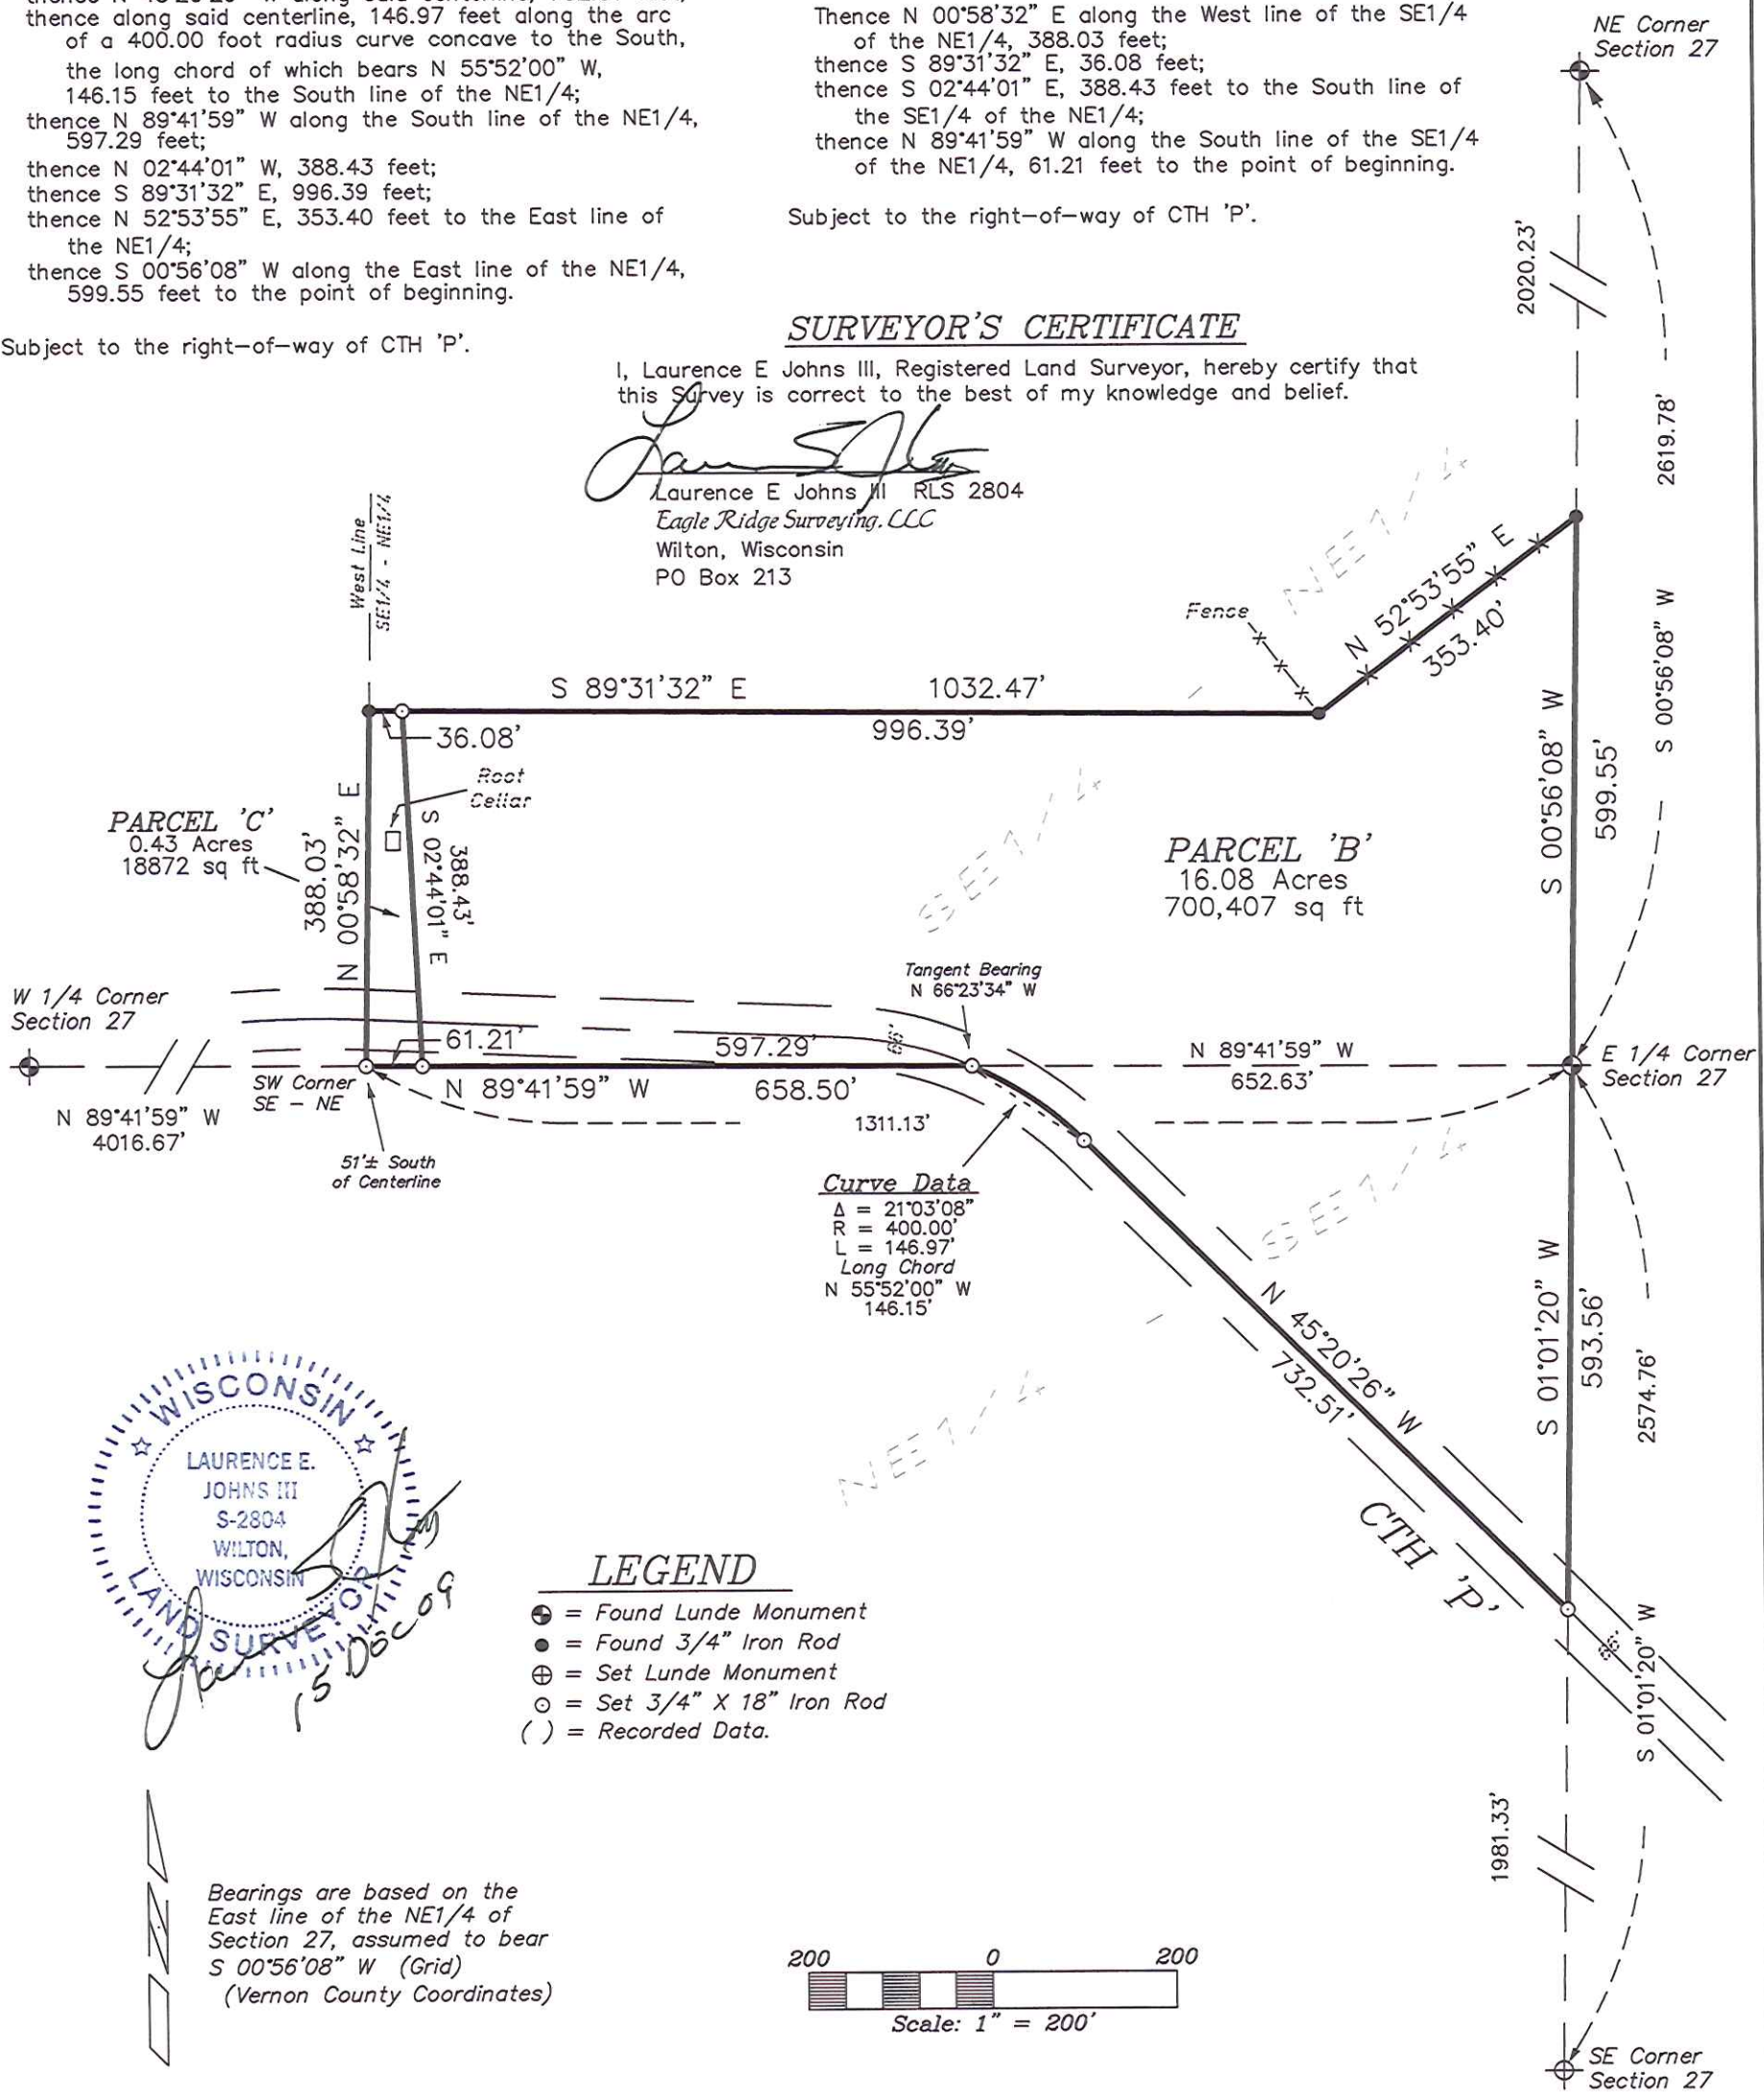 thence along said centerline, 146.97 feet along the arc
of a 400.00 foot radius curve concave to the South,
the long chord of which bears N 55°52'00" W,
146.15 feet to the South line of the NE1/4;
thence N 89°41'59" W along the South line of the NE1/4,
597.29 feet;
thence N 02°44'01" W, 388.43 feet;
thence S 89°31'32" E, 996.39 feet;
thence N 52°53'55" E, 353.40 feet to the East line of
the NE1/4;
thence S 00°56'08" W along the East line of the NE1/4,
599.55 feet to the point of beginning.
Subject to the right-of-way of CTH 'P'.
Thence N 00°58'32" E along the West line of the SE1/4
of the NE1/4, 388.03 feet;
thence S 89°31'32" E, 36.08 feet;
thence S 02°44'01" E, 388.43 feet to the South line of
the SE1/4 of the NE1/4;
thence N 89°41'59" W along the South line of the SE1/4
of the NE1/4, 61.21 feet to the point of beginning.
Subject to the right-of-way of CTH 'P'.
NE Corner
Section 27
2020.23'
2619.78'
S 00°56'08" W
SURVEYOR'S CERTIFICATE
I, Laurence E Johns III, Registered Land Surveyor, hereby certify that
this Survey is correct to the best of my knowledge and belief.
Laurence E Johns III RLS 2804
Eagle Ridge Surveying, LLC
Wilton, Wisconsin
PO Box 213
West Line
SE1/4 - NE1/4
NE1/4
Fence
N 52°53'55" E
353.40'
S 89°31'32" E 1032.47'
996.39'
36.08'
Root
Cellar
PARCEL 'C'
0.43 Acres
18872 sq ft
388.03'
N 00°58'32" E
388.43'
S 02°44'01" E
SE1/4
PARCEL 'B'
16.08 Acres
700,407 sq ft
S 00°56'08" W
599.55'
Tangent Bearing
N 66°23'34" W
W 1/4 Corner
Section 27
61.21'
597.29'
66'
N 89°41'59" W
652.63'
E 1/4 Corner
Section 27
SW Corner
SE - NE
N 89°41'59" W 658.50'
N 89°41'59" W
4016.67'
1311.13'
51'± South
of Centerline
Curve Data
Δ = 21°03'08"
R = 400.00'
L = 146.97'
Long Chord
N 55°52'00" W
146.15'
SE1/4
N 45°20'26" W
732.51'
S 01°01'20" W
593.56'
2574.76'
NE1/4
CTH 'P'
66'
S 01°01'20" W
1981.33'
WISCONSIN
LAURENCE E.
JOHNS III
S-2804
WILTON,
WISCONSIN
LAND SURVEYOR
15 Dec 09
LEGEND
= Found Lunde Monument
= Found 3/4" Iron Rod
= Set Lunde Monument
= Set 3/4" X 18" Iron Rod
( ) = Recorded Data.
N
Bearings are based on the
East line of the NE1/4 of
Section 27, assumed to bear
S 00°56'08" W (Grid)
(Vernon County Coordinates)
200 0 200
Scale: 1" = 200'
SE Corner
Section 27